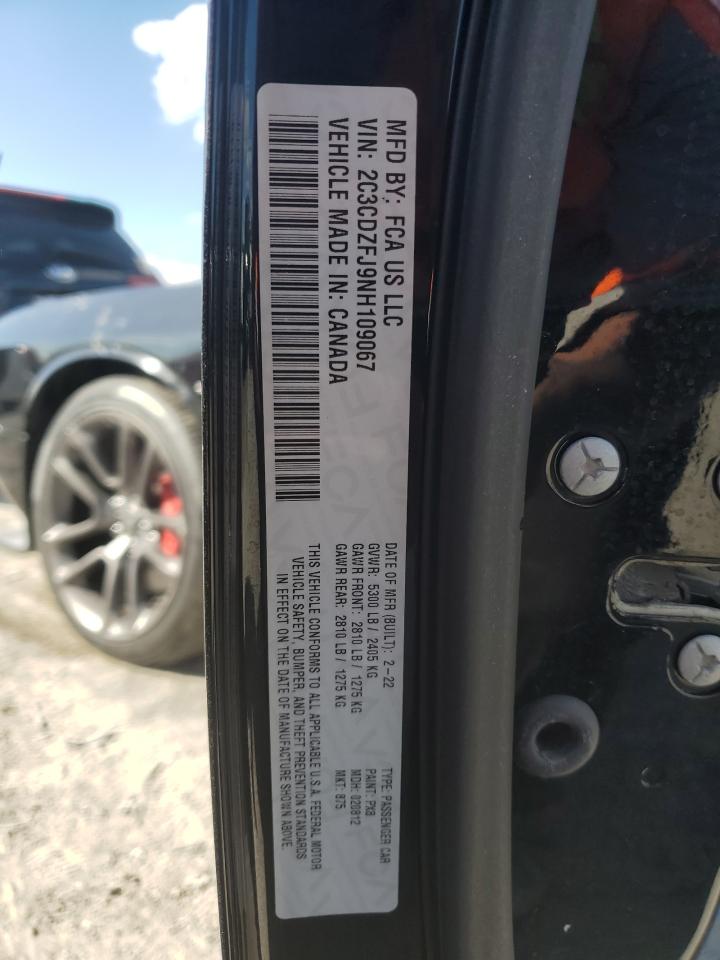 MFD BY: FCA US LLC
VIN: 2C3CDZFJ9NH109067
VEHICLE MADE IN: CANADA
DATE OF MFR (BUILT): 2-22
GVWR: 5300 LB / 2405 KG
GAWR FRONT: 2810 LB / 1275 KG
GAWR REAR: 2810 LB / 1275 KG
THIS VEHICLE CONFORMS TO ALL APPLICABLE U.S.A. FEDERAL MOTOR
VEHICLE SAFETY, BUMPER, AND THEFT PREVENTION STANDARDS
IN EFFECT ON THE DATE OF MANUFACTURE SHOWN ABOVE.
TYPE: PASSENGER CAR
PAINT: PX8
MDH: 020812
MKT: 875